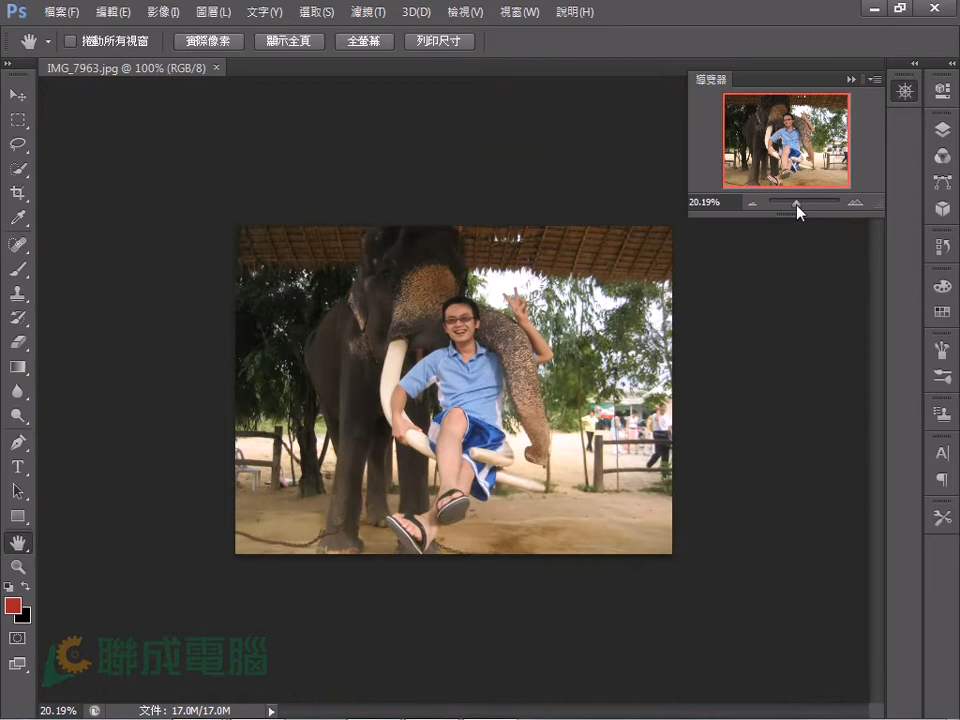 Ps 檔案(F) 編輯(E) 影像(I) 圖層(L) 文字(Y) 選取(S) 濾鏡(T) 3D(D) 檢視(V) 視窗(W) 說明(H)
捲動所有視窗 實際像素 顯示全頁 全螢幕 列印尺寸
IMG_7963.jpg @ 100% (RGB/8) ×
導覽器
20.19%
T
A
聯成電腦
20.19% 文件: 17.0M/17.0M